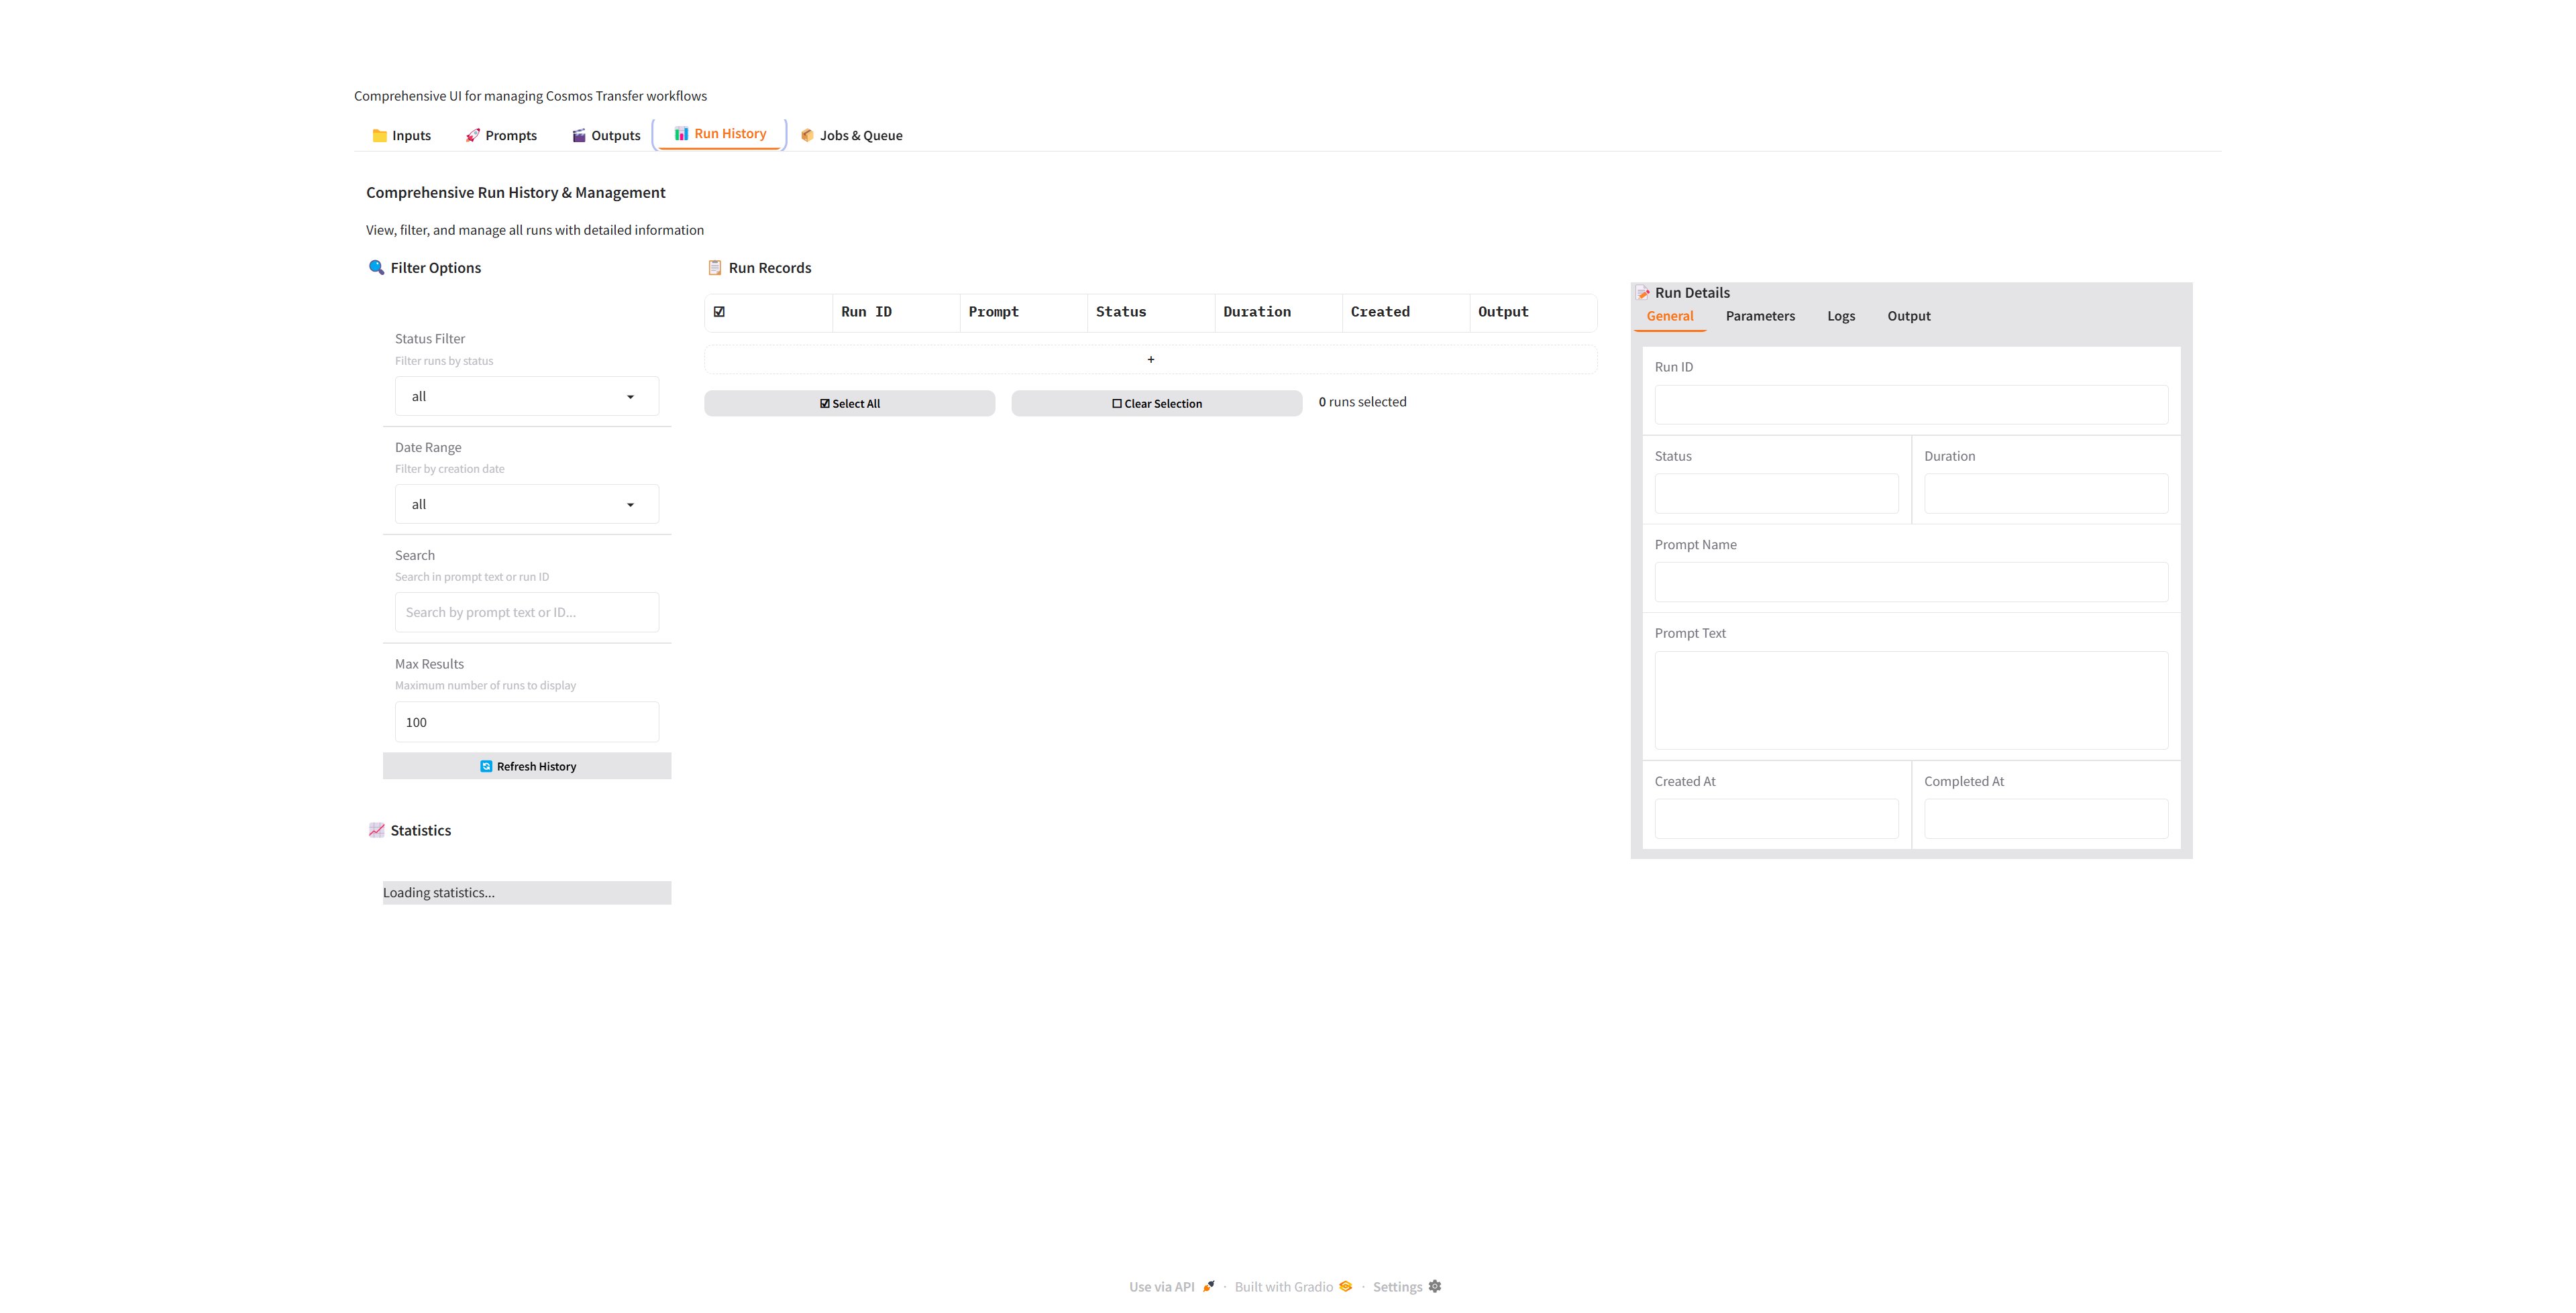 Comprehensive UI for managing Cosmos Transfer workflows
📁 Inputs 🚀 Prompts 🎬 Outputs 📊 Run History 📦 Jobs & Queue
Comprehensive Run History & Management
View, filter, and manage all runs with detailed information
🔍 Filter Options
Status Filter
Filter runs by status
all
Date Range
Filter by creation date
all
Search
Search in prompt text or run ID
Search by prompt text or ID...
Max Results
Maximum number of runs to display
100
🔄 Refresh History
📈 Statistics
Loading statistics...
📋 Run Records
☑ Run ID Prompt Status Duration Created Output
+
☑ Select All ☐ Clear Selection 0 runs selected
📝 Run Details
General Parameters Logs Output
Run ID
Status Duration
Prompt Name
Prompt Text
Created At Completed At
Use via API 🚀 · Built with Gradio · Settings ⚙